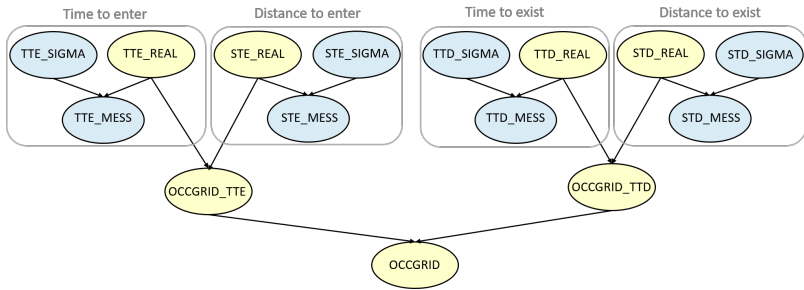 Time to enter
Distance to enter
Time to exist
Distance to exist
TTE_SIGMA
TTE_REAL
STE_REAL
STE_SIGMA
TTD_SIGMA
TTD_REAL
STD_REAL
STD_SIGMA
TTE_MESS
STE_MESS
TTD_MESS
STD_MESS
OCCGRID_TTE
OCCGRID_TTD
OCCGRID